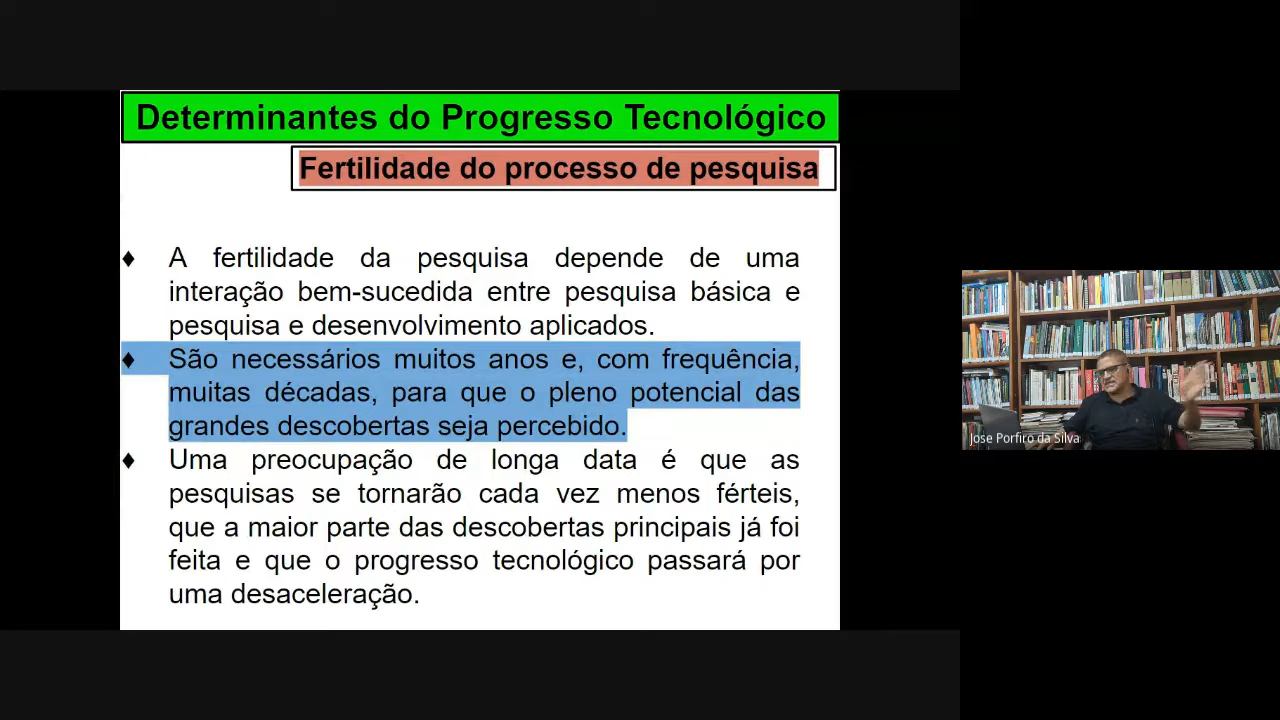 Determinantes do Progresso Tecnológico
Fertilidade do processo de pesquisa
♦ A fertilidade da pesquisa depende de uma
interação bem-sucedida entre pesquisa básica e
pesquisa e desenvolvimento aplicados.
♦ São necessários muitos anos e, com frequência,
muitas décadas, para que o pleno potencial das
grandes descobertas seja percebido.
♦ Uma preocupação de longa data é que as
pesquisas se tornarão cada vez menos férteis,
que a maior parte das descobertas principais já foi
feita e que o progresso tecnológico passará por
uma desaceleração.
Jose Porfiro da Silva